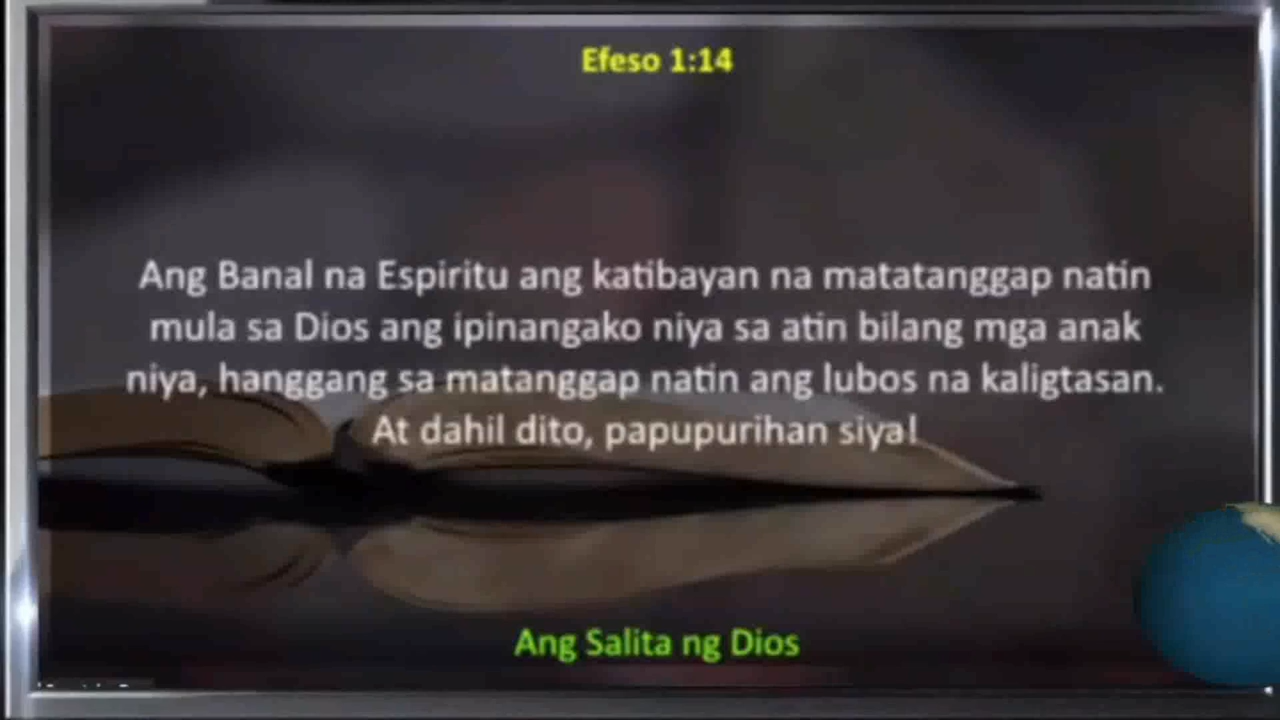 Efeso 1:14
Ang Banal na Espiritu ang katibayan na matatanggap natin
mula sa Dios ang ipinangako niya sa atin bilang mga anak
niya, hanggang sa matanggap natin ang lubos na kaligtasan.
At dahil dito, papupurihan siya!
Ang Salita ng Dios